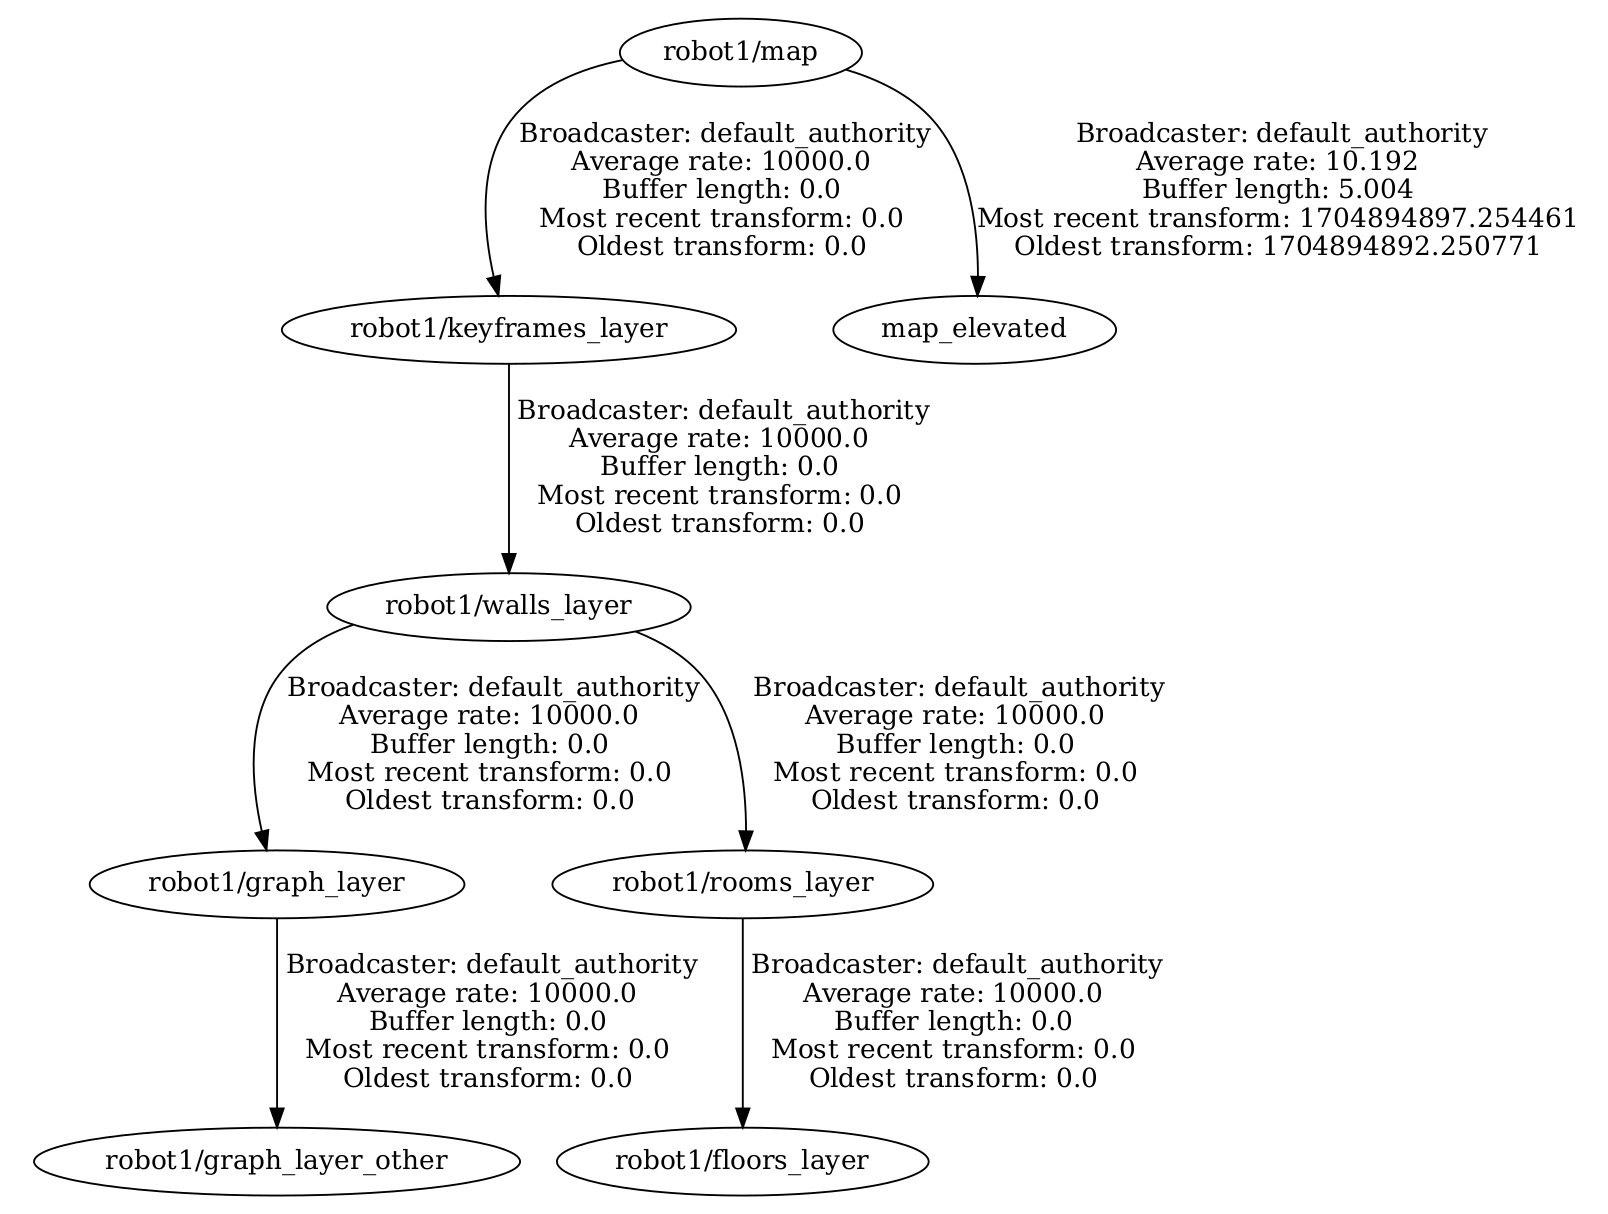 robot1/map
Broadcaster: default_authority
Average rate: 10000.0
Buffer length: 0.0
Most recent transform: 0.0
Oldest transform: 0.0
Broadcaster: default_authority
Average rate: 10.192
Buffer length: 5.004
Most recent transform: 1704894897.254461
Oldest transform: 1704894892.250771
robot1/keyframes_layer
map_elevated
Broadcaster: default_authority
Average rate: 10000.0
Buffer length: 0.0
Most recent transform: 0.0
Oldest transform: 0.0
robot1/walls_layer
Broadcaster: default_authority
Average rate: 10000.0
Buffer length: 0.0
Most recent transform: 0.0
Oldest transform: 0.0
Broadcaster: default_authority
Average rate: 10000.0
Buffer length: 0.0
Most recent transform: 0.0
Oldest transform: 0.0
robot1/graph_layer
robot1/rooms_layer
Broadcaster: default_authority
Average rate: 10000.0
Buffer length: 0.0
Most recent transform: 0.0
Oldest transform: 0.0
Broadcaster: default_authority
Average rate: 10000.0
Buffer length: 0.0
Most recent transform: 0.0
Oldest transform: 0.0
robot1/graph_layer_other
robot1/floors_layer